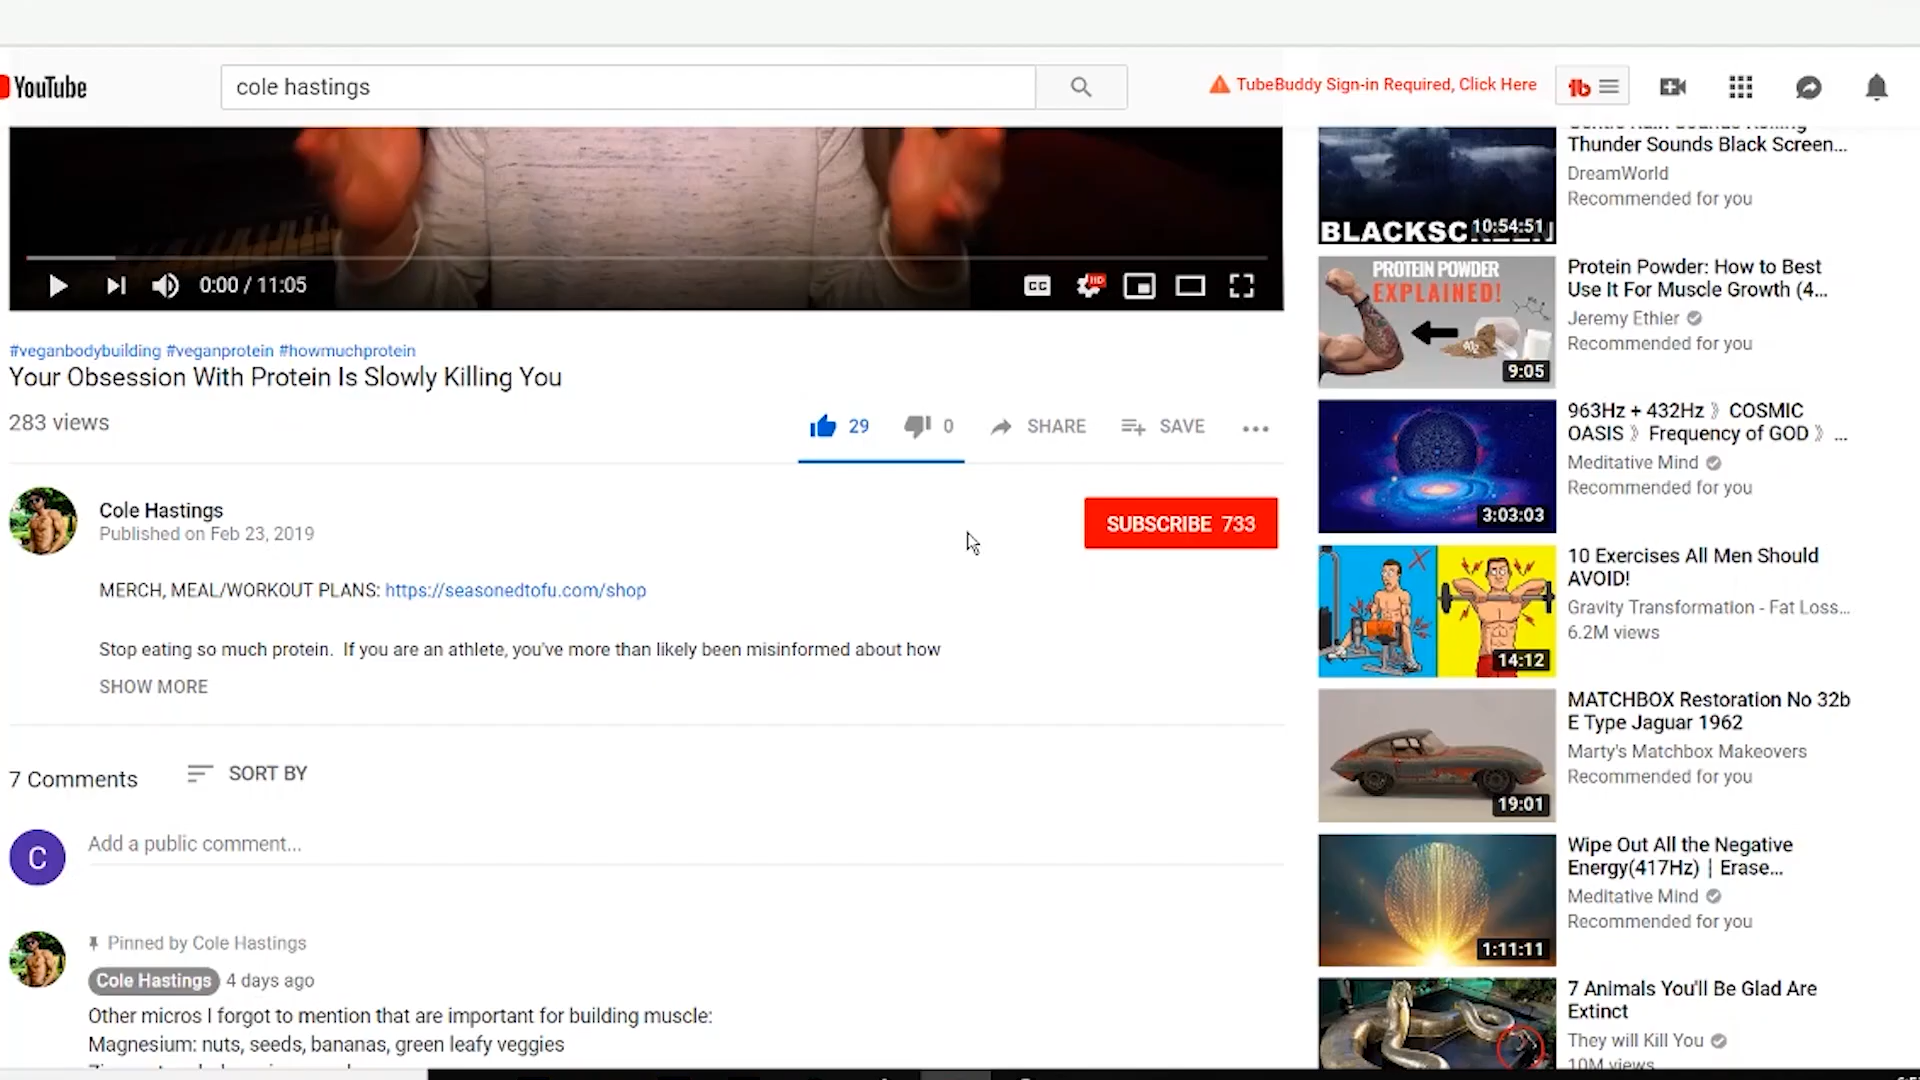 YouTube
cole hastings
TubeBuddy Sign-in Required, Click Here
0:00 / 11:05
CC
HD
#veganbodybuilding #veganprotein #howmuchprotein
Your Obsession With Protein Is Slowly Killing You
283 views
29
0
SHARE
SAVE
Cole Hastings
Published on Feb 23, 2019
SUBSCRIBE 733
MERCH, MEAL/WORKOUT PLANS: https://seasonedtofu.com/shop
Stop eating so much protein. If you are an athlete, you've more than likely been misinformed about how
SHOW MORE
7 Comments
SORT BY
C
Add a public comment...
Pinned by Cole Hastings
Cole Hastings 4 days ago
Other micros I forgot to mention that are important for building muscle:
Magnesium: nuts, seeds, bananas, green leafy veggies
Thunder Sounds Black Screen...
DreamWorld
Recommended for you
10:54:51
PROTEIN POWDER
EXPLAINED!
9:05
Protein Powder: How to Best
Use It For Muscle Growth (4...
Jeremy Ethier
Recommended for you
3:03:03
963Hz + 432Hz 》 COSMIC
OASIS 》 Frequency of GOD 》 ...
Meditative Mind
Recommended for you
14:12
10 Exercises All Men Should
AVOID!
Gravity Transformation - Fat Loss...
6.2M views
19:01
MATCHBOX Restoration No 32b
E Type Jaguar 1962
Marty's Matchbox Makeovers
Recommended for you
1:11:11
Wipe Out All the Negative
Energy(417Hz) | Erase...
Meditative Mind
Recommended for you
7 Animals You'll Be Glad Are
Extinct
They will Kill You
10M views